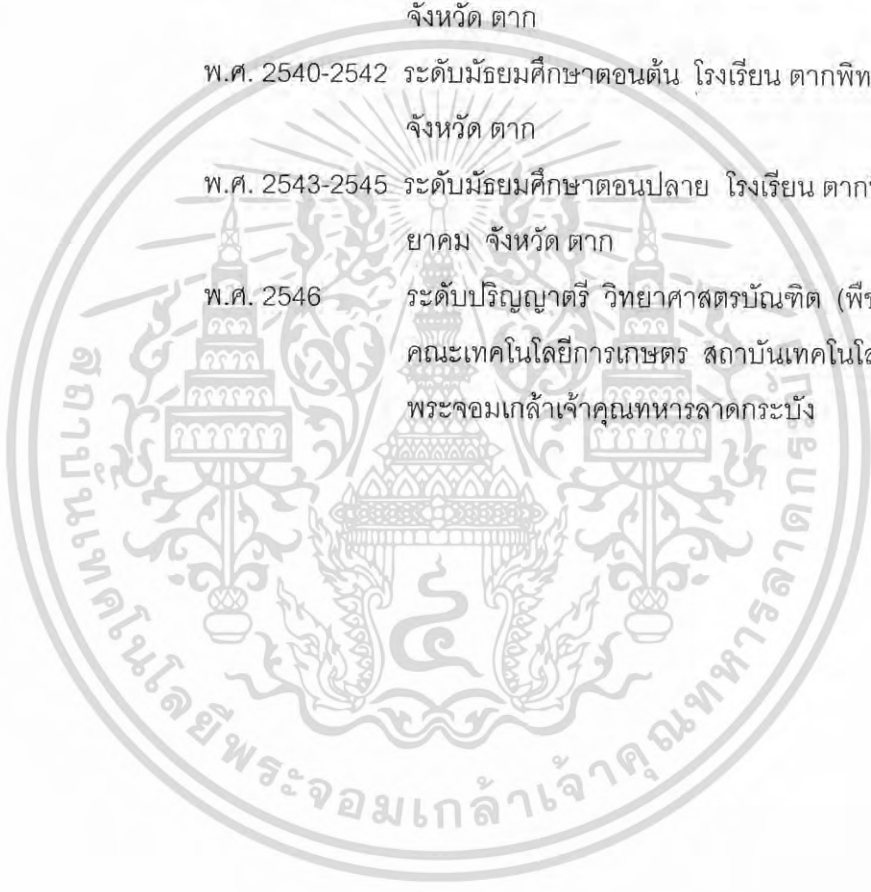 จังหวัด ตาก
พ.ศ. 2540-2542 ระดับมัธยมศึกษาตอนต้น โรงเรียน ตากพิท
จังหวัด ตาก
พ.ศ. 2543-2545 ระดับมัธยมศึกษาตอนปลาย โรงเรียน ตาก
ยาคม จังหวัด ตาก
พ.ศ. 2546 ระดับปริญญาตรี วิทยาศาสตรบัณฑิต (พืช
คณะเทคโนโลยีการเกษตร สถาบันเทคโนโล
พระจอมเกล้าเจ้าคุณทหารลาดกระบัง
สถาบันเทคโนโลยีพระจอมเกล้าเจ้าคุณทหารลาดกระบัง
๔